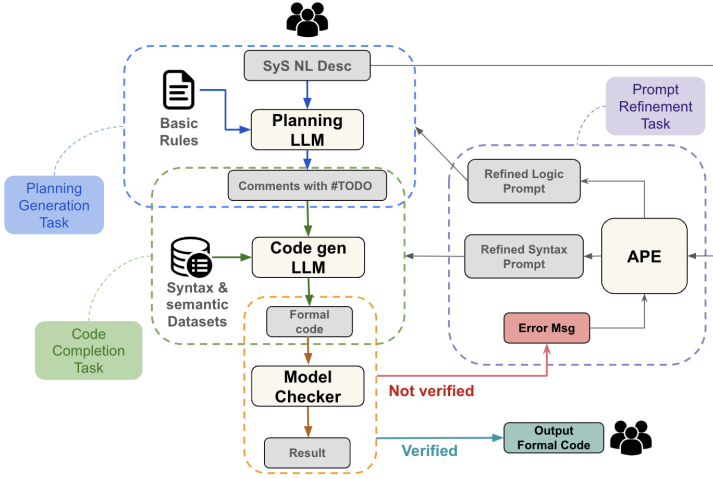 SyS NL Desc
Basic
Rules
Planning
LLM
Prompt
Refinement
Task
Planning
Generation
Task
Comments with #TODO
Refined Logic
Prompt
Code gen
LLM
Syntax &
semantic
Datasets
Refined Syntax
Prompt
APE
Formal
code
Error Msg
Code
Completion
Task
Model
Checker
Not verified
Result
Verified
Output
Formal Code